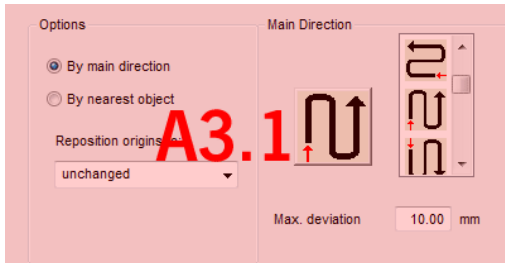 Options
Main Direction
By main direction
By nearest object
A3.1
Reposition origins
unchanged
Max. deviation
10.00 mm